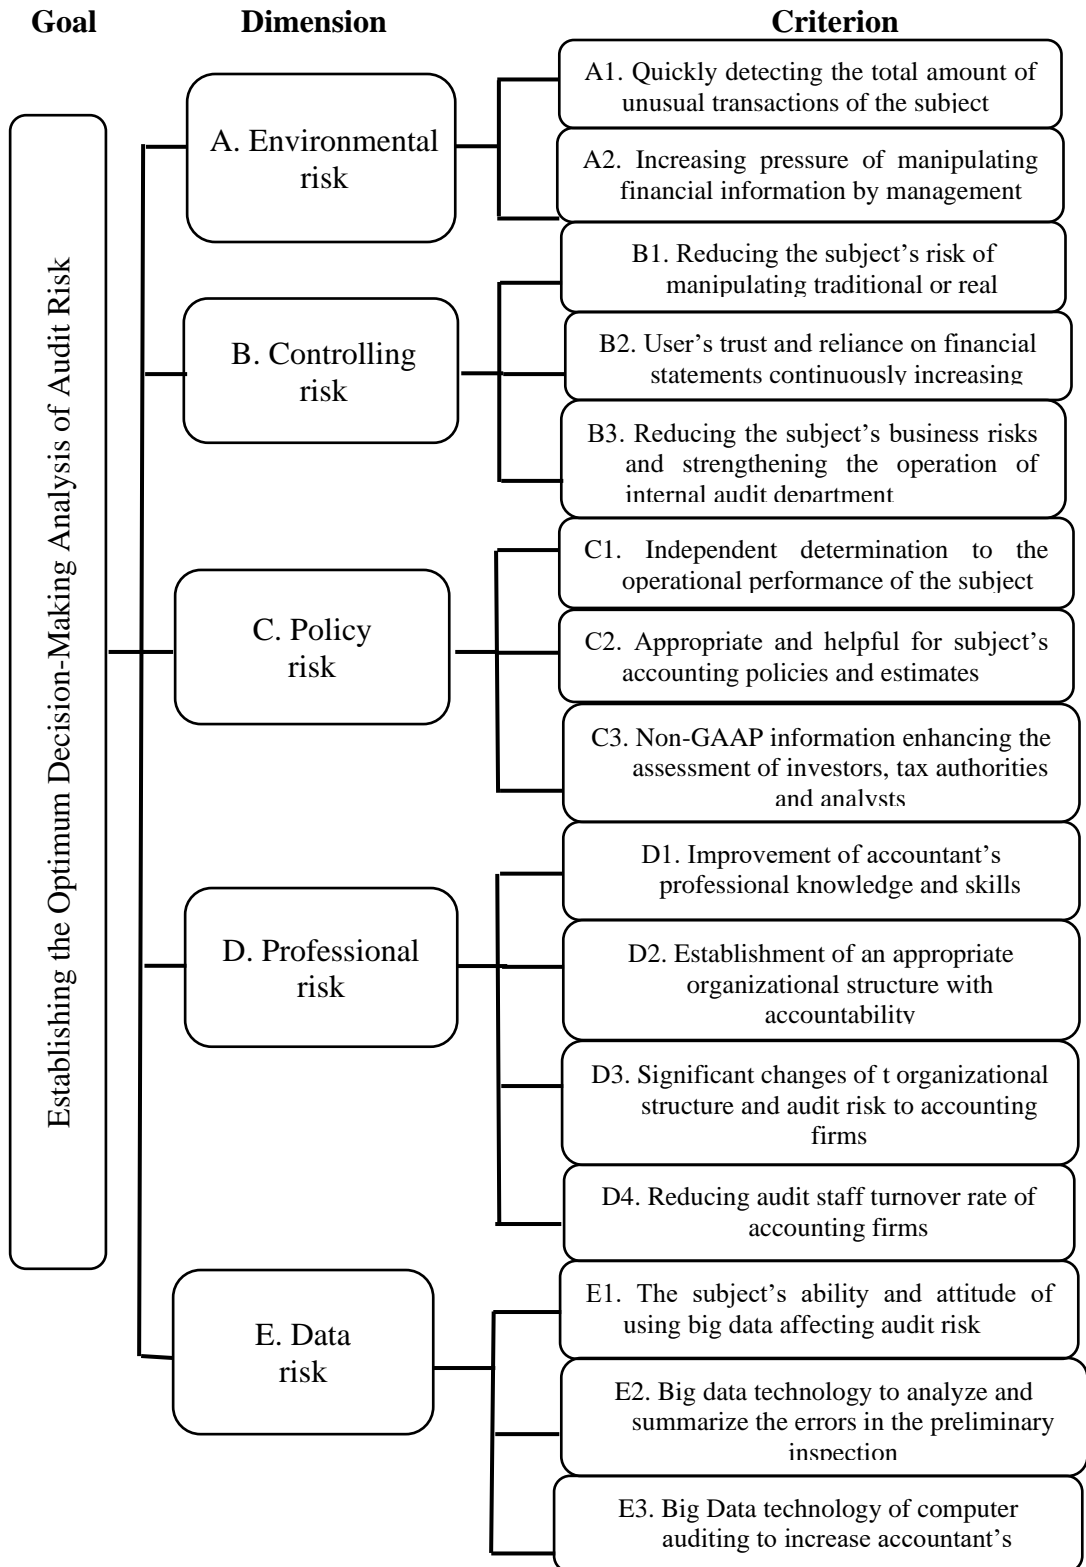 Goal
Dimension
Criterion
Establishing the Optimum Decision-Making Analysis of Audit Risk
A. Environmental
risk
A1. Quickly detecting the total amount of
unusual transactions of the subject
A2. Increasing pressure of manipulating
financial information by management
B. Controlling
risk
B1. Reducing the subject’s risk of
manipulating traditional or real
B2. User’s trust and reliance on financial
statements continuously increasing
B3. Reducing the subject’s business risks
and strengthening the operation of
internal audit department
C. Policy
risk
C1. Independent determination to the
operational performance of the subject
C2. Appropriate and helpful for subject’s
accounting policies and estimates
C3. Non-GAAP information enhancing the
assessment of investors, tax authorities
and analysts
D. Professional
risk
D1. Improvement of accountant’s
professional knowledge and skills
D2. Establishment of an appropriate
organizational structure with
accountability
D3. Significant changes of t organizational
structure and audit risk to accounting
firms
D4. Reducing audit staff turnover rate of
accounting firms
E. Data
risk
E1. The subject’s ability and attitude of
using big data affecting audit risk
E2. Big data technology to analyze and
summarize the errors in the preliminary
inspection
E3. Big Data technology of computer
auditing to increase accountant’s